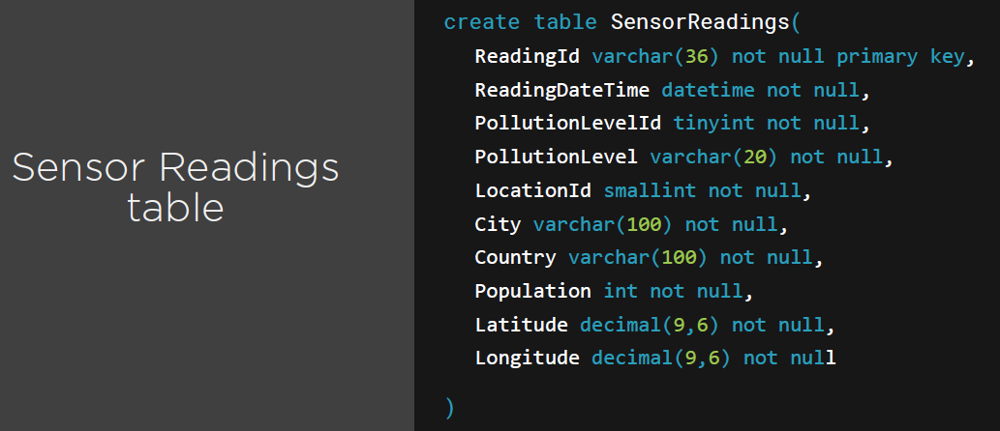 Sensor Readings
table
create table SensorReadings(
ReadingId varchar(36) not null primary key,
ReadingDateTime datetime not null,
PollutionLevelId tinyint not null,
PollutionLevel varchar(20) not null,
LocationId smallint not null,
City varchar(100) not null,
Country varchar(100) not null,
Population int not null,
Latitude decimal(9,6) not null,
Longitude decimal(9,6) not null
)